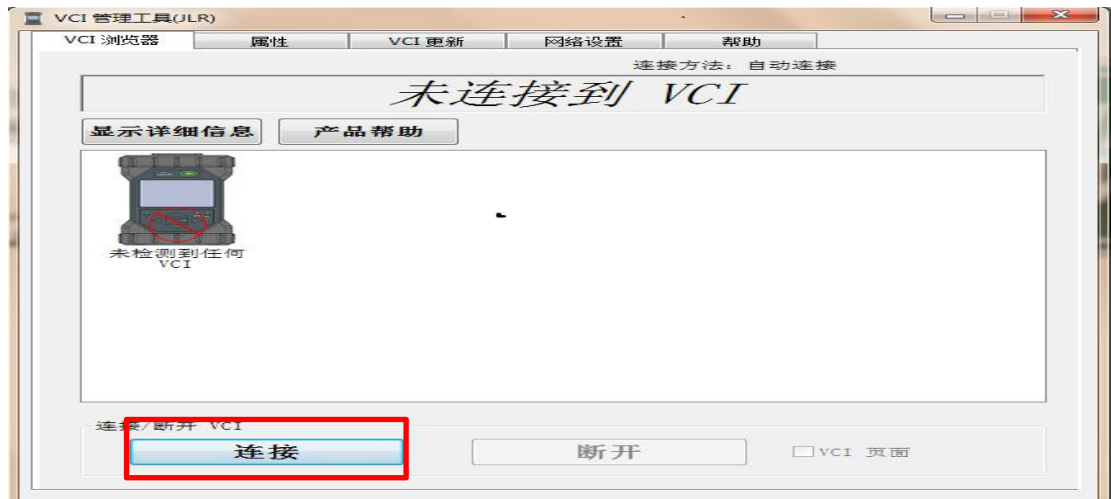 VCI 管理工具(JLR)
VCI 浏览器 属性 VCI 更新 网络设置 帮助
连接方法：自动连接
未连接到 VCI
显示详细信息 产品帮助
未检测到任何
VCI
连接/断开 VCI
连接 断开 VCI 页面